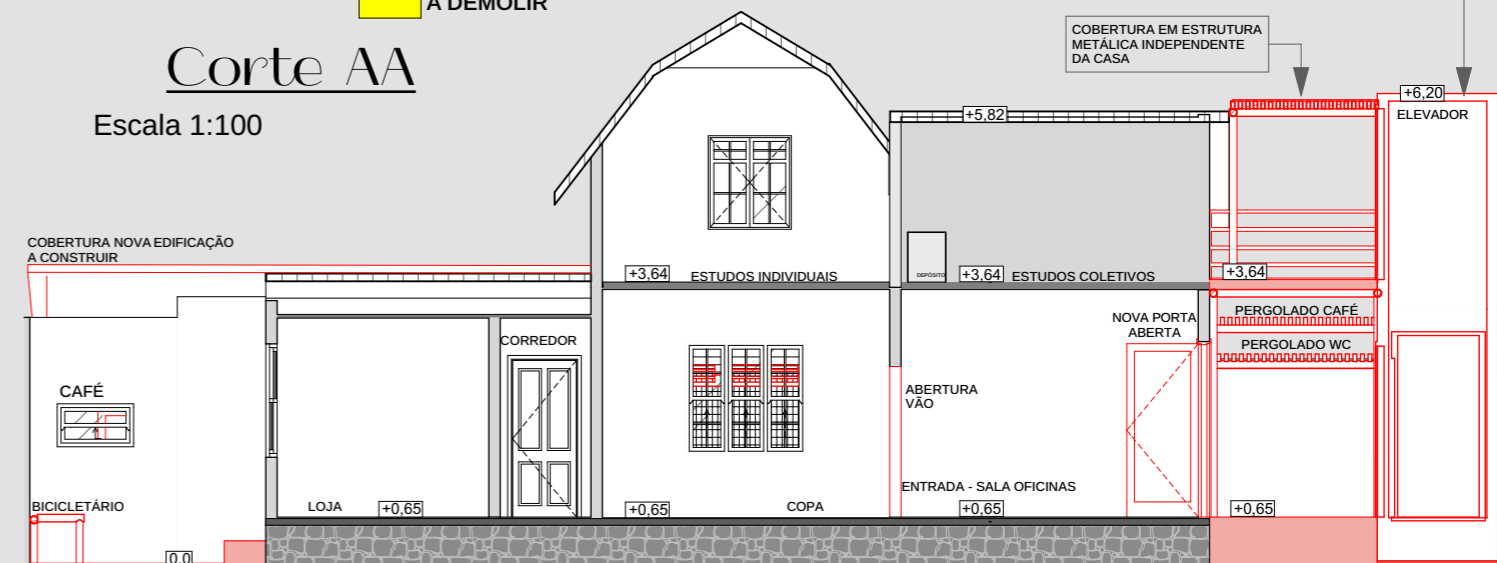 A DEMOLIR
Corte AA
Escala 1:100
COBERTURA EM ESTRUTURA
METÁLICA INDEPENDENTE
DA CASA
+6,20
ELEVADOR
+5,82
COBERTURA NOVA EDIFICAÇÃO
A CONSTRUIR
+3,64
ESTUDOS INDIVIDUAIS
DEPÓSITO
+3,64
ESTUDOS COLETIVOS
+3,64
PERGOLADO CAFÉ
NOVA PORTA
ABERTA
PERGOLADO WC
CORREDOR
CAFÉ
ABERTURA
VÃO
BICICLETÁRIO
LOJA
+0,65
+0,65
COPA
ENTRADA - SALA OFICINAS
+0,65
+0,65
0,0